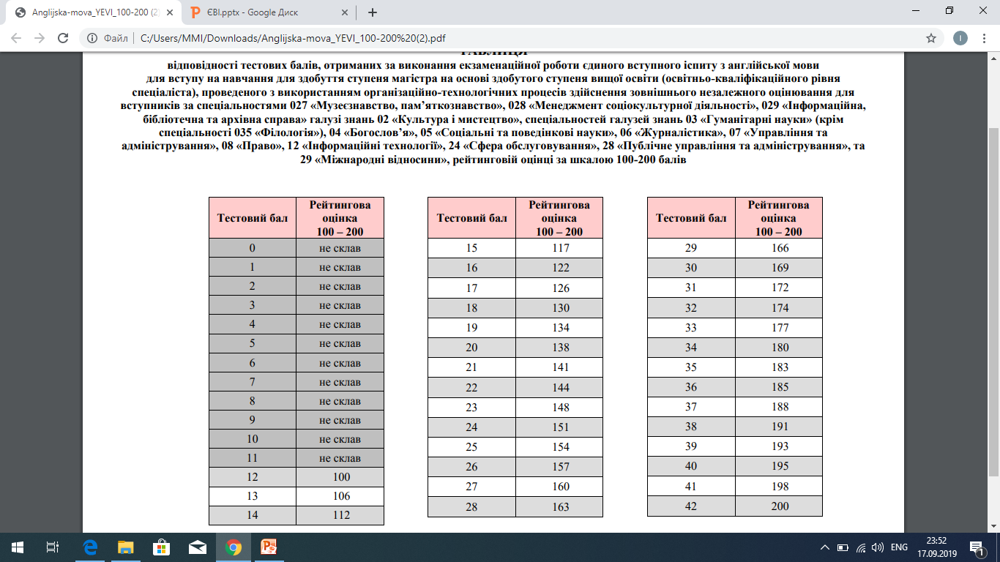 Anglijska-mova_YEVI_100-200 (2)
ЄВІ.pptx - Google Диск
Файл
C:/Users/MMI/Downloads/Anglijska-mova_YEVI_100-200%20(2).pdf
І
ТАБЛИЦЯ
відповідності тестових балів, отриманих за виконання екзаменаційної роботи єдиного вступного іспиту з англійської мови
для вступу на навчання для здобуття ступеня магістра на основі здобутого ступеня вищої освіти (освітньо-кваліфікаційного рівня
спеціаліста), проведеного з використанням організаційно-технологічних процесів здійснення зовнішнього незалежного оцінювання для
вступників за спеціальностями 027 «Музеєзнавство, пам’яткознавство», 028 «Менеджмент соціокультурної діяльності», 029 «Інформаційна,
бібліотечна та архівна справа» галузі знань 02 «Культура і мистецтво», спеціальностей галузей знань 03 «Гуманітарні науки» (крім
спеціальності 035 «Філологія»), 04 «Богослов’я», 05 «Соціальні та поведінкові науки», 06 «Журналістика», 07 «Управління та
адміністрування», 08 «Право», 12 «Інформаційні технології», 24 «Сфера обслуговування», 28 «Публічне управління та адміністрування», та
29 «Міжнародні відносини», рейтинговій оцінці за шкалою 100-200 балів
Тестовий бал
Рейтингова
оцінка
100 – 200
0 не склав
1 не склав
2 не склав
3 не склав
4 не склав
5 не склав
6 не склав
7 не склав
8 не склав
9 не склав
10 не склав
11 не склав
12 100
13 106
14 112
Тестовий бал
Рейтингова
оцінка
100 – 200
15 117
16 122
17 126
18 130
19 134
20 138
21 141
22 144
23 148
24 151
25 154
26 157
27 160
28 163
Тестовий бал
Рейтингова
оцінка
100 – 200
29 166
30 169
31 172
32 174
33 177
34 180
35 183
36 185
37 188
38 191
39 193
40 195
41 198
42 200
ENG
23:52
17.09.2019
1